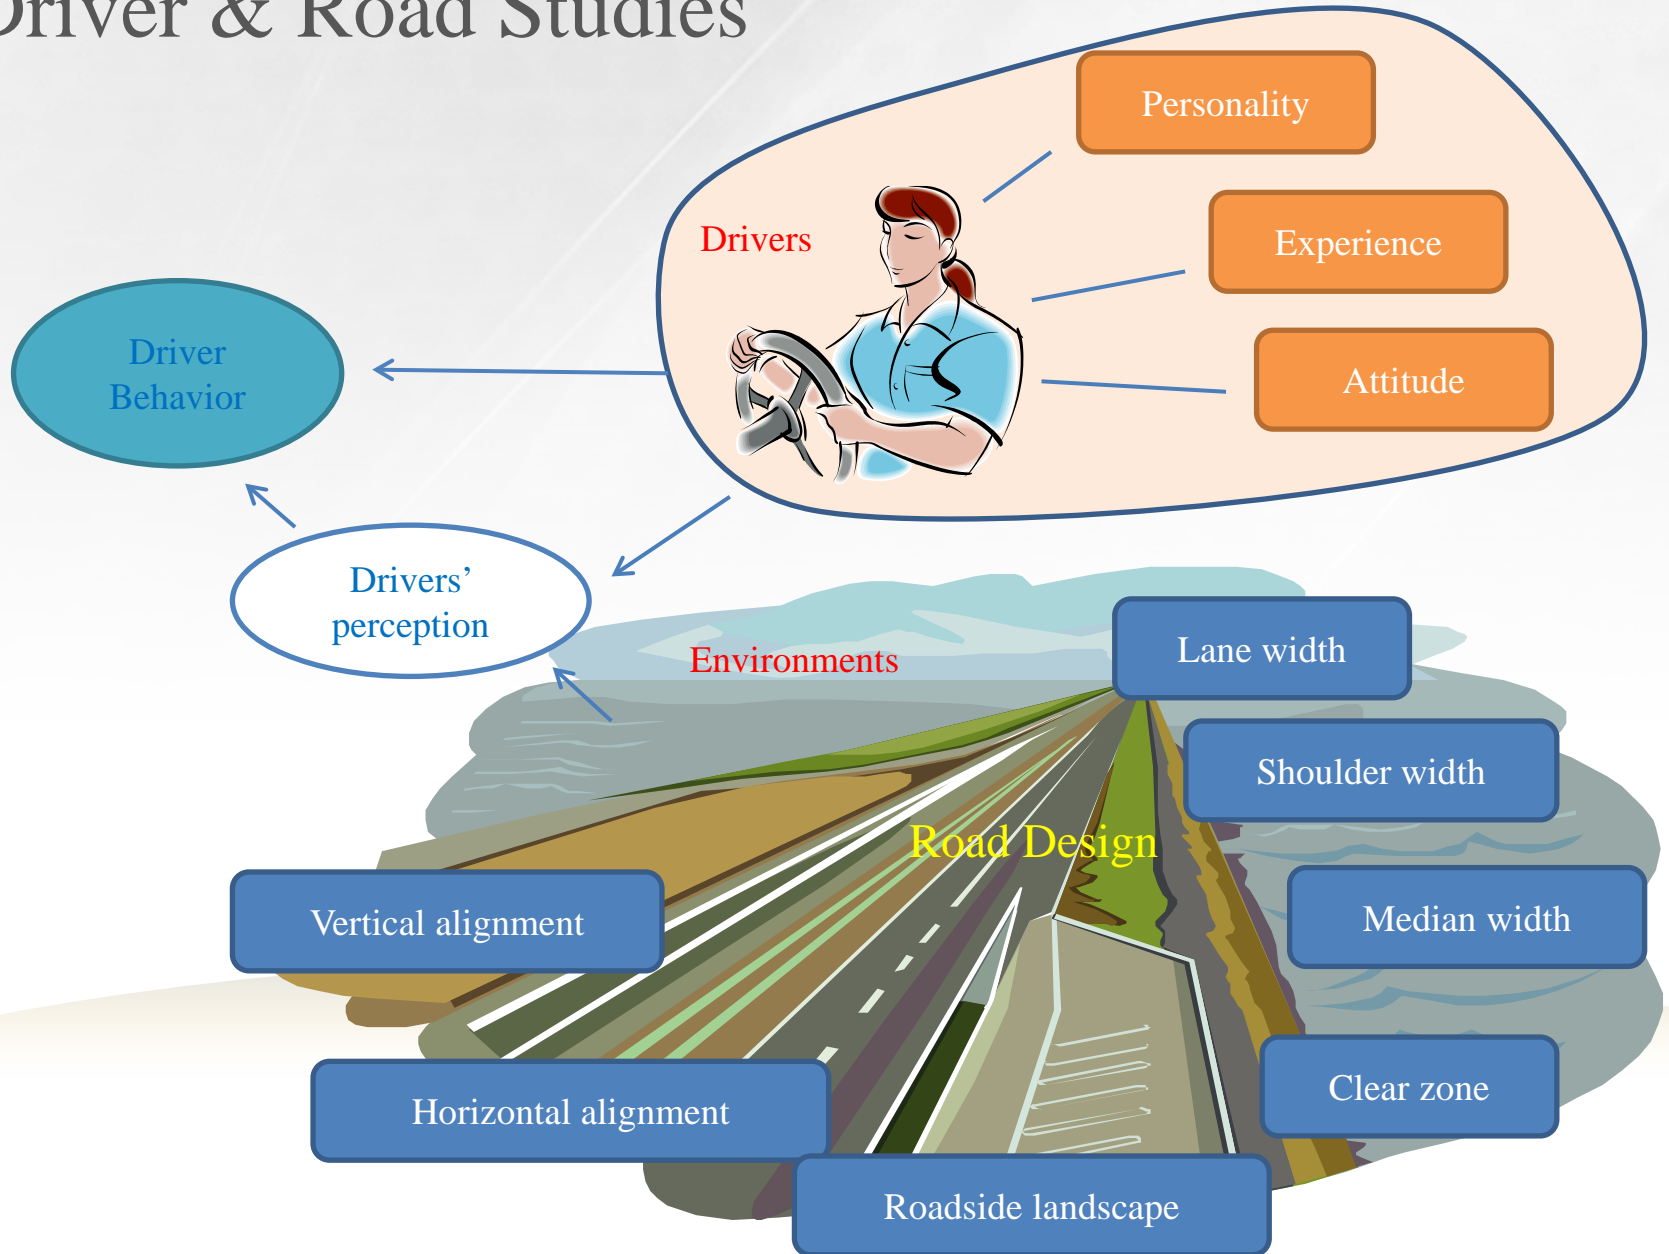 Driver & Road Studies
Personality
Drivers
Experience
Driver
Behavior
Attitude
Drivers’
perception
Environments
Lane width
Shoulder width
Road Design
Vertical alignment
Median width
Horizontal alignment
Clear zone
Roadside landscape